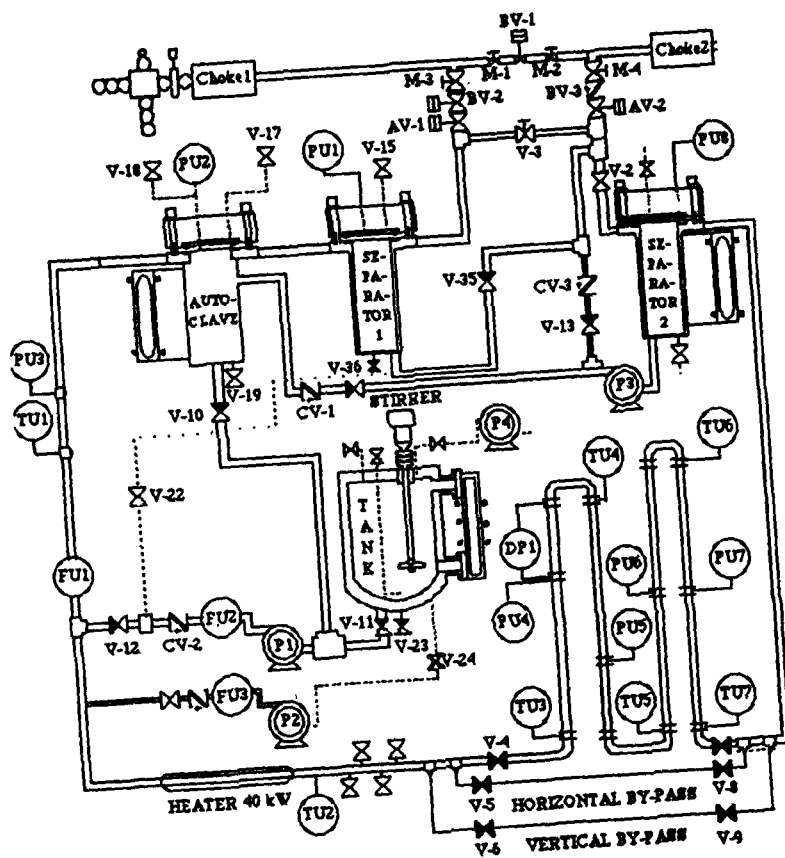 BV-1
Choke1
Choke2
M-1
M-2
M-3
M-4
BV-2
BV-3
AV-1
AV-2
V-17
V-18
PU2
PU1
V-15
V-3
V-2
PU8
AUTO-
CLAVE
SE-
PA-
RA-
TOR
1
V-35
CV-3
V-13
SE-
PA-
RA-
TOR
2
PU3
TU1
V-19
V-10
V-36
CV-1
STIRRER
P3
P4
V-22
TANK
TU4
TU6
DP1
PU4
PU6
PU7
PU5
FU1
V-12
CV-2
FU2
P1
V-11
V-23
V-24
FU3
P2
TU3
TU5
TU7
V-4
HEATER 40 kW
TU2
V-5
HORIZONTAL BY-PASS
V-8
V-6
VERTICAL BY-PASS
V-9